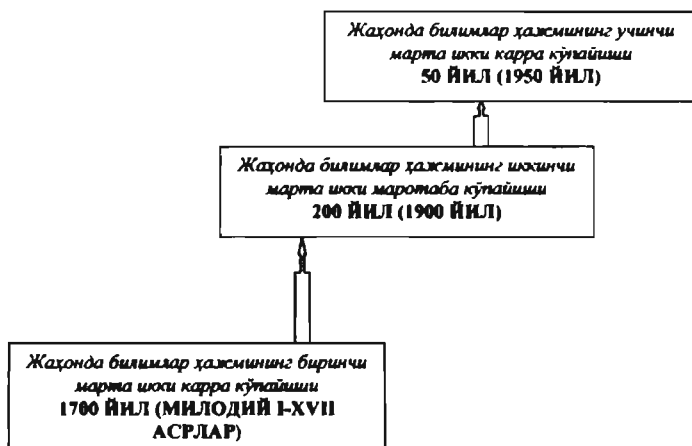 Жаҳонда билимлар ҳажмининг учинчи
марта икки карра кўпайиши
50 ЙИЛ (1950 ЙИЛ)
Жаҳонда билимлар ҳажмининг иккинчи
марта икки маротаба кўпайиши
200 ЙИЛ (1900 ЙИЛ)
Жаҳонда билимлар ҳажмининг биринчи
марта икки карра кўпайиши
1700 ЙИЛ (МИЛОДИЙ I-XVII
АСРЛАР)